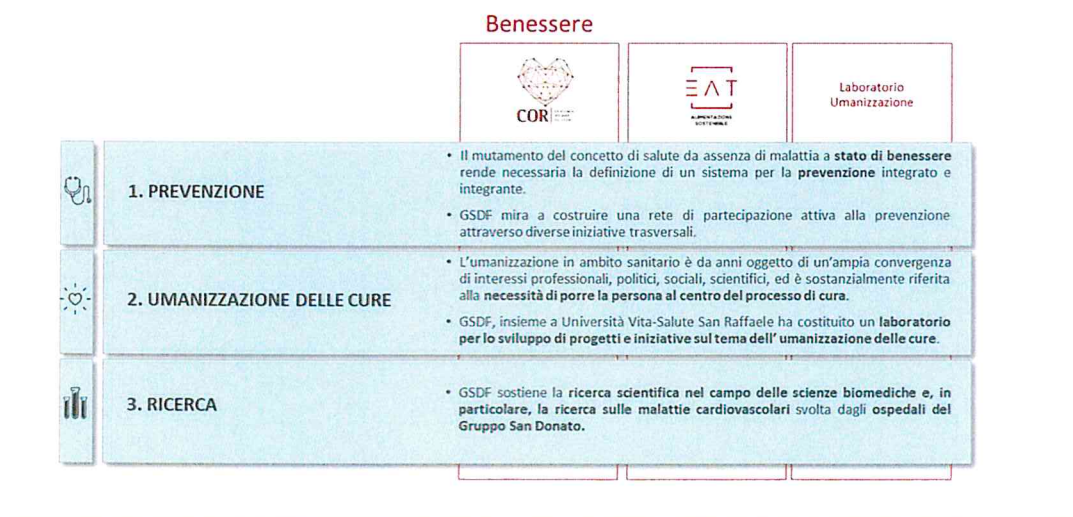 Benessere
COR
EAT
ALIMENTAZIONE
SOSTENIBILE
Laboratorio
Umanizzazione
1. PREVENZIONE
• Il mutamento del concetto di salute da assenza di malattia a stato di benessere
rende necessaria la definizione di un sistema per la prevenzione integrato e
integrante.
• GSDF mira a costruire una rete di partecipazione attiva alla prevenzione
attraverso diverse iniziative trasversali.
2. UMANIZZAZIONE DELLE CURE
• L'umanizzazione in ambito sanitario è da anni oggetto di un'ampia convergenza
di interessi professionali, politici, sociali, scientifici, ed è sostanzialmente riferita
alla necessità di porre la persona al centro del processo di cura.
• GSDF, insieme a Università Vita-Salute San Raffaele ha costituito un laboratorio
per lo sviluppo di progetti e iniziative sul tema dell' umanizzazione delle cure.
3. RICERCA
• GSDF sostiene la ricerca scientifica nel campo delle scienze biomediche e, in
particolare, la ricerca sulle malattie cardiovascolari svolta dagli ospedali del
Gruppo San Donato.